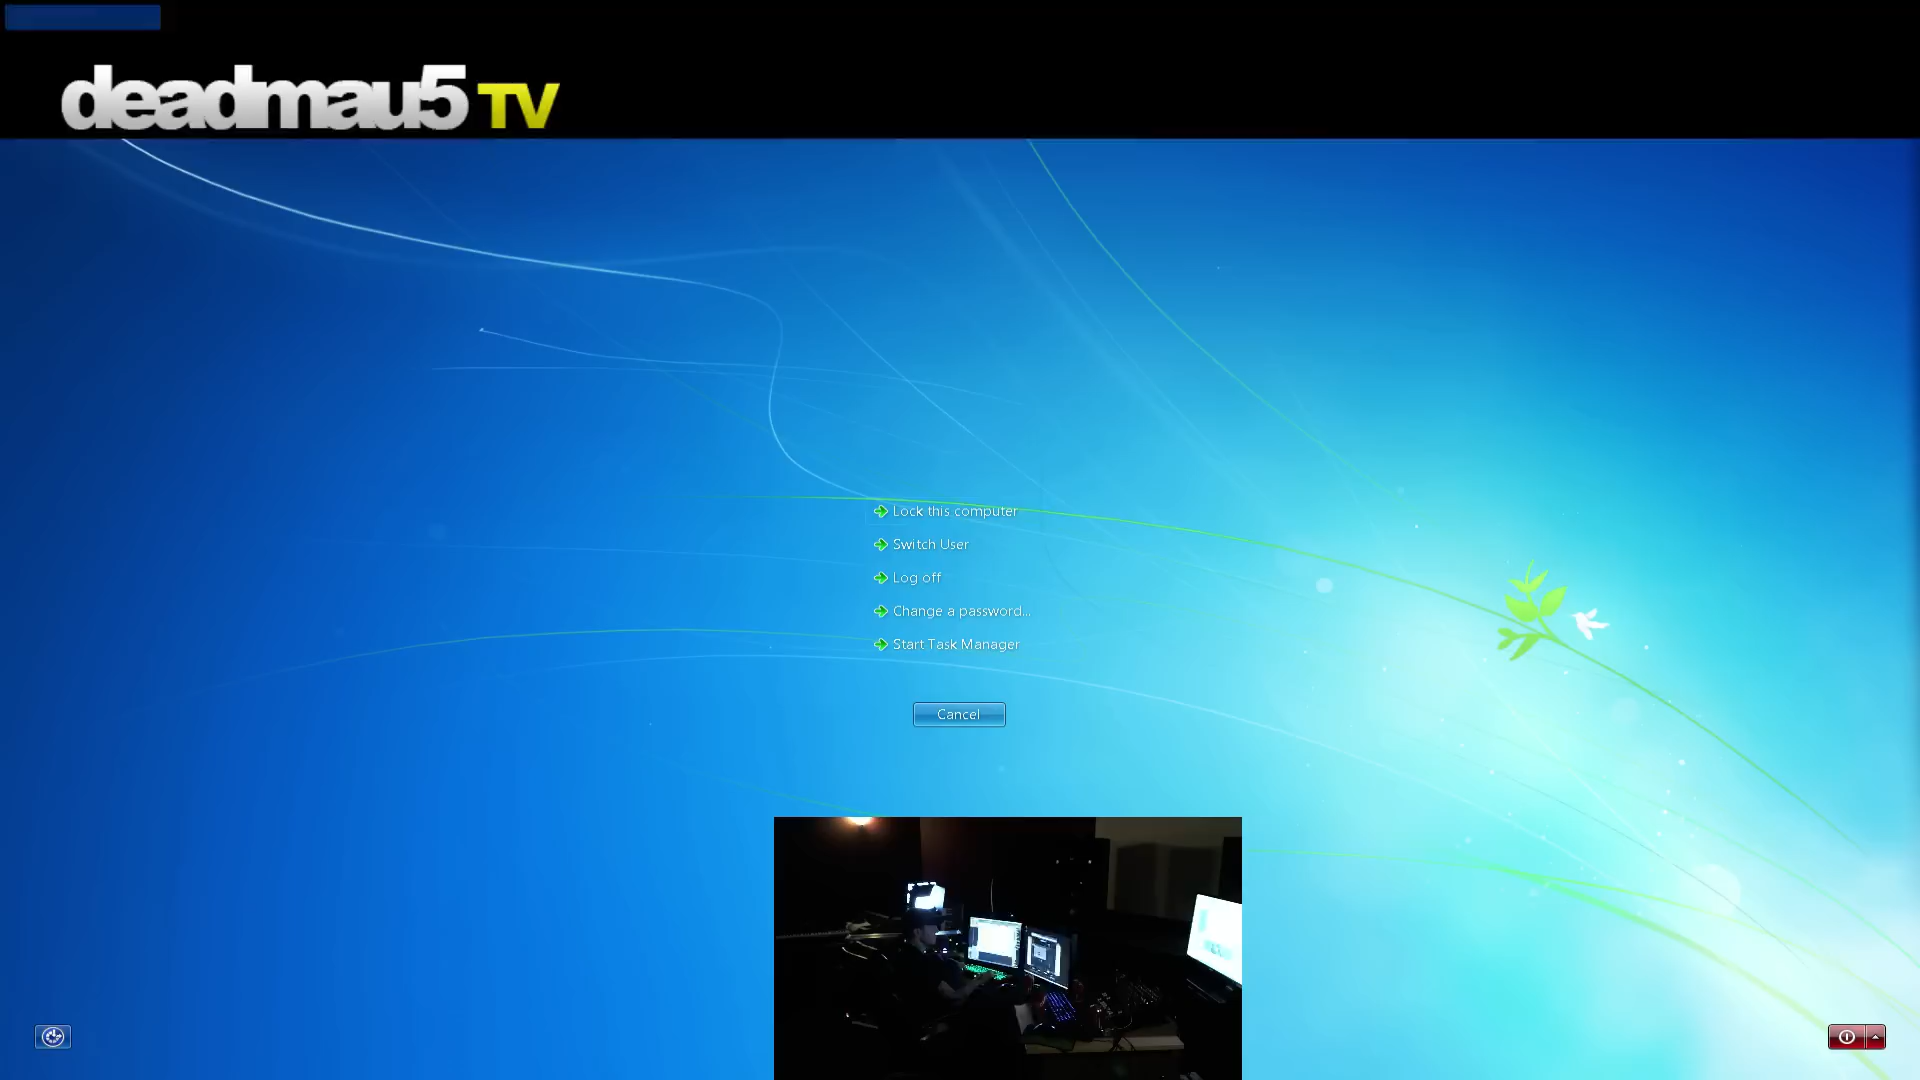 deadmau5 TV
Lock this computer
Switch User
Log off
Change a password...
Start Task Manager
Cancel